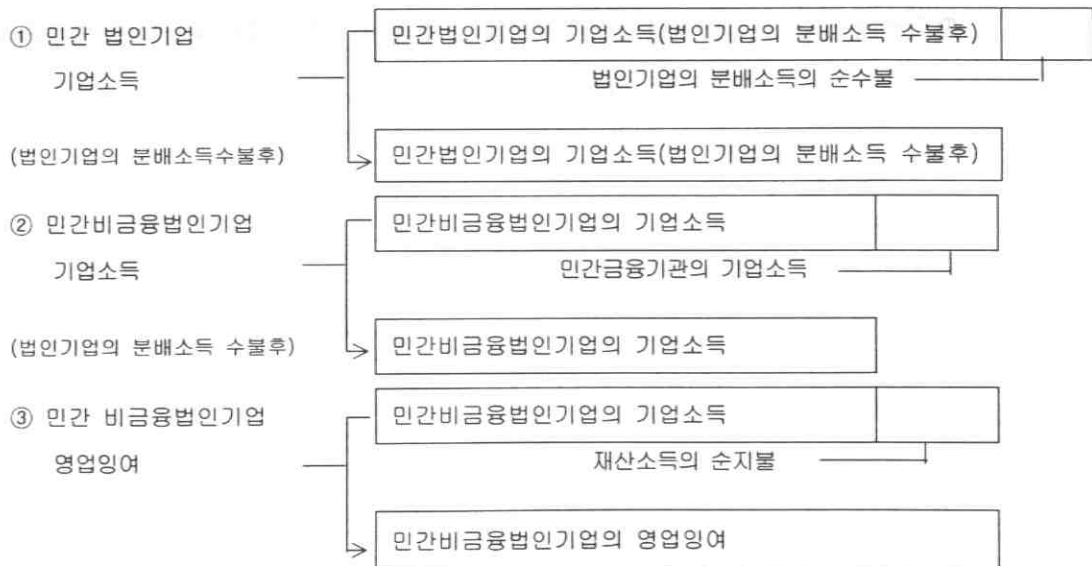 ① 민간 법인기업
기업소득
(법인기업의 분배소득수불후)
민간법인기업의 기업소득(법인기업의 분배소득 수불후)
법인기업의 분배소득의 순수불
민간법인기업의 기업소득(법인기업의 분배소득 수불후)
② 민간비금융법인기업
기업소득
(법인기업의 분배소득 수불후)
민간비금융법인기업의 기업소득
민간금융기관의 기업소득
민간비금융법인기업의 기업소득
③ 민간 비금융법인기업
영업잉여
민간비금융법인기업의 기업소득
재산소득의 순지불
민간비금융법인기업의 영업잉여